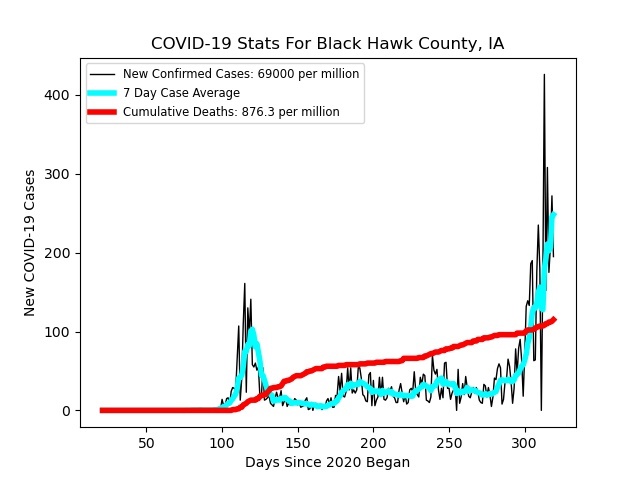 COVID-19 Stats For Black Hawk County, IA
New Confirmed Cases: 69000 per million
7 Day Case Average
Cumulative Deaths: 876.3 per million
New COVID-19 Cases
400
300
200
100
0
50 100 150 200 250 300
Days Since 2020 Began